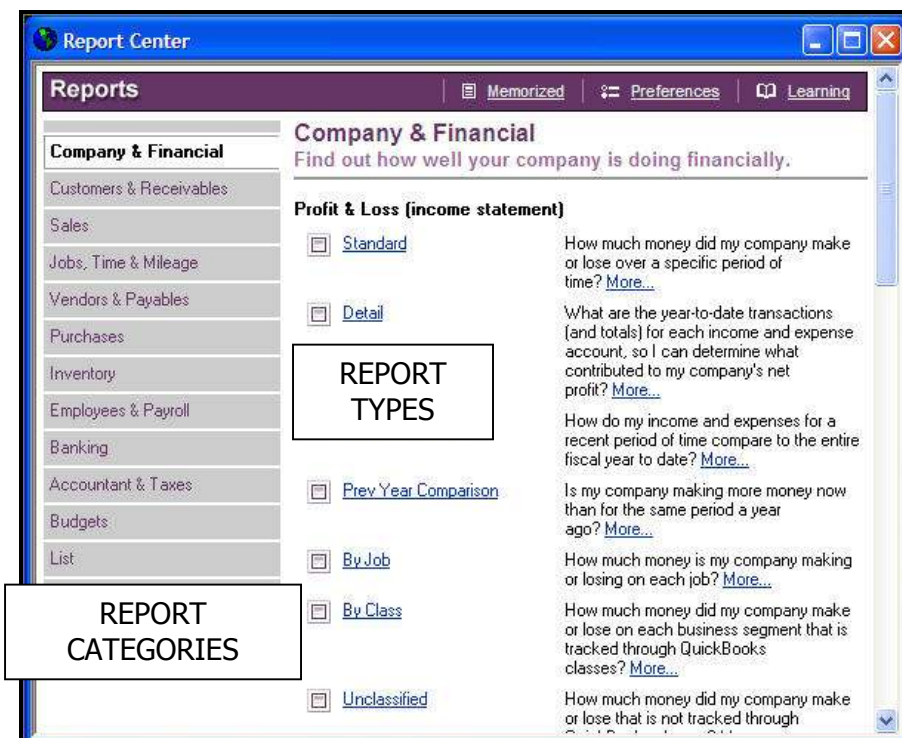 Report Center
Reports
Memorized
Preferences
Learning
Company & Financial
Customers & Receivables
Sales
Jobs, Time & Mileage
Vendors & Payables
Purchases
Inventory
Employees & Payroll
Banking
Accountant & Taxes
Budgets
List
REPORT
CATEGORIES
Company & Financial
Find out how well your company is doing financially.
Profit & Loss (income statement)
Standard
How much money did my company make
or lose over a specific period of
time? More...
Detail
What are the year-to-date transactions
(and totals) for each income and expense
account, so I can determine what
contributed to my company's net
profit? More...
REPORT
TYPES
How do my income and expenses for a
recent period of time compare to the entire
fiscal year to date? More...
Prev Year Comparison
Is my company making more money now
than for the same period a year
ago? More...
By Job
How much money is my company making
or losing on each job? More...
By Class
How much money did my company make
or lose on each business segment that is
tracked through QuickBooks
classes? More...
Unclassified
How much money did my company make
or lose that is not tracked through